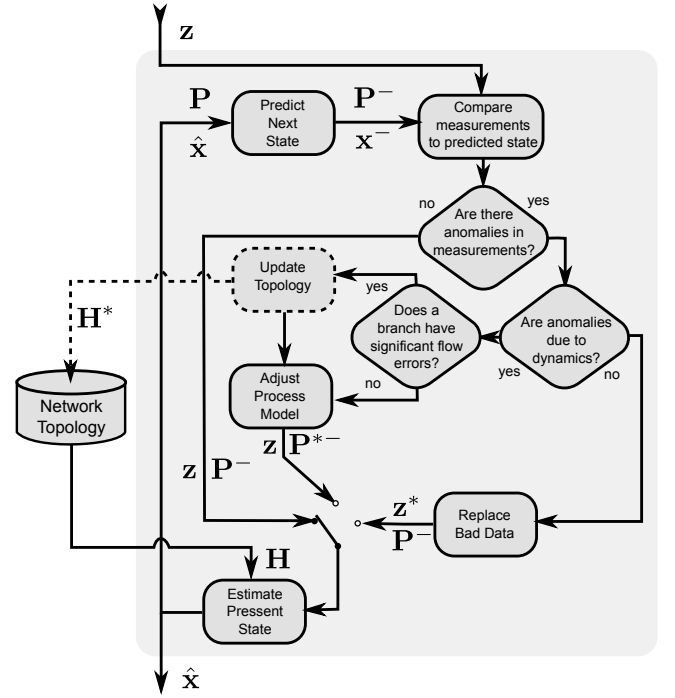 z
P
x̂
Predict
Next
State
P⁻
x⁻
Compare
measurements
to predicted state
no
yes
Are there
anomalies in
measurements?
Update
Topology
yes
Does a
branch have
significant flow
errors?
Are anomalies
due to
dynamics?
yes
no
no
H*
Network
Topology
Adjust
Process
Model
z P*⁻
z P⁻
z*
P⁻
Replace
Bad Data
H
Estimate
Pressent
State
x̂